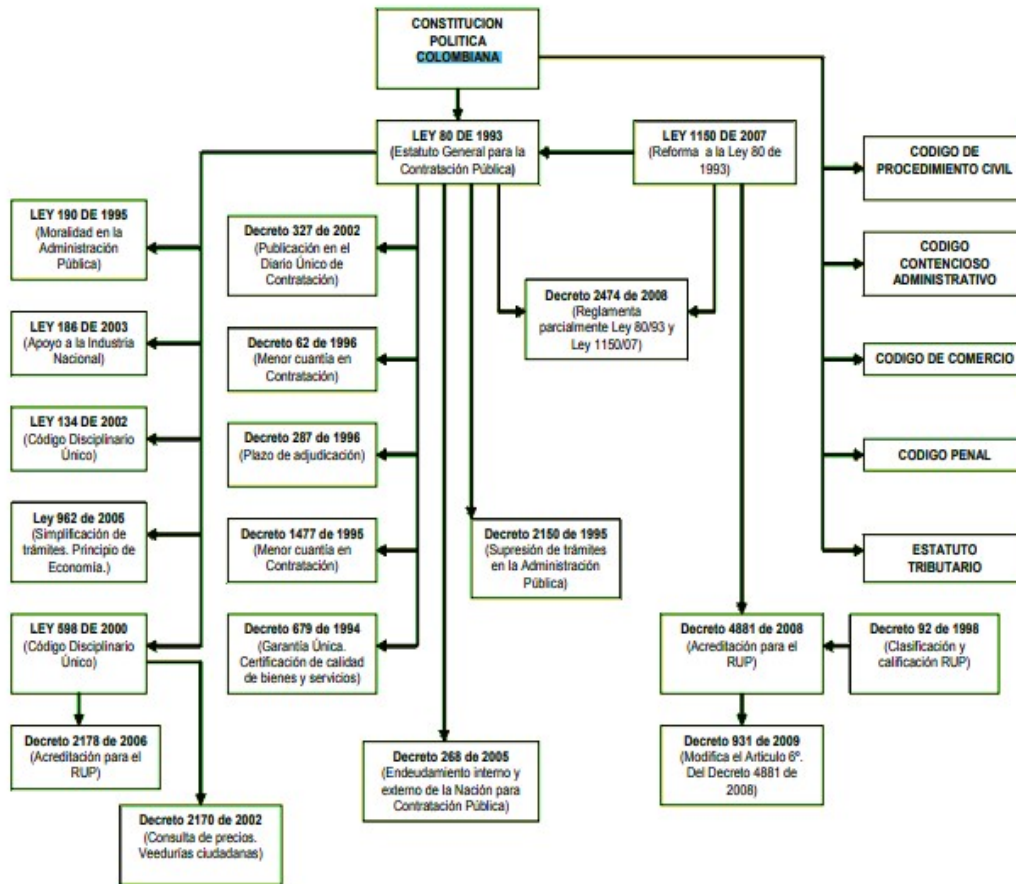 CONSTITUCION
POLITICA
COLOMBIANA
LEY 80 DE 1993
(Estatuto General para la
Contratación Pública)
LEY 1150 DE 2007
(Reforma a la Ley 80 de
1993)
CODIGO DE
PROCEDIMIENTO CIVIL
CODIGO
CONTENCIOSO
ADMINISTRATIVO
CODIGO DE COMERCIO
CODIGO PENAL
ESTATUTO
TRIBUTARIO
LEY 190 DE 1995
(Moralidad en la
Administración
Pública)
LEY 186 DE 2003
(Apoyo a la Industria
Nacional)
LEY 134 DE 2002
(Código Disciplinario
Único)
Ley 962 de 2005
(Simplificación de
trámites. Principio de
Economía.)
LEY 598 DE 2000
(Código Disciplinario
Único)
Decreto 2178 de 2006
(Acreditación para el
RUP)
Decreto 2170 de 2002
(Consulta de precios.
Veedurías ciudadanas)
Decreto 327 de 2002
(Publicación en el
Diario Único de
Contratación)
Decreto 62 de 1996
(Menor cuantía en
Contratación)
Decreto 287 de 1996
(Plazo de adjudicación)
Decreto 1477 de 1995
(Menor cuantía en
Contratación)
Decreto 679 de 1994
(Garantía Única.
Certificación de calidad
de bienes y servicios)
Decreto 2474 de 2008
(Reglamenta
parcialmente Ley 80/93 y
Ley 1150/07)
Decreto 2150 de 1995
(Supresión de trámites
en la Administración
Pública)
Decreto 268 de 2005
(Endeudamiento interno y
externo de la Nación para
Contratación Pública)
Decreto 4881 de 2008
(Acreditación para el
RUP)
Decreto 92 de 1998
(Clasificación y
calificación RUP)
Decreto 931 de 2009
(Modifica el Artículo 6º.
Del Decreto 4881 de
2008)